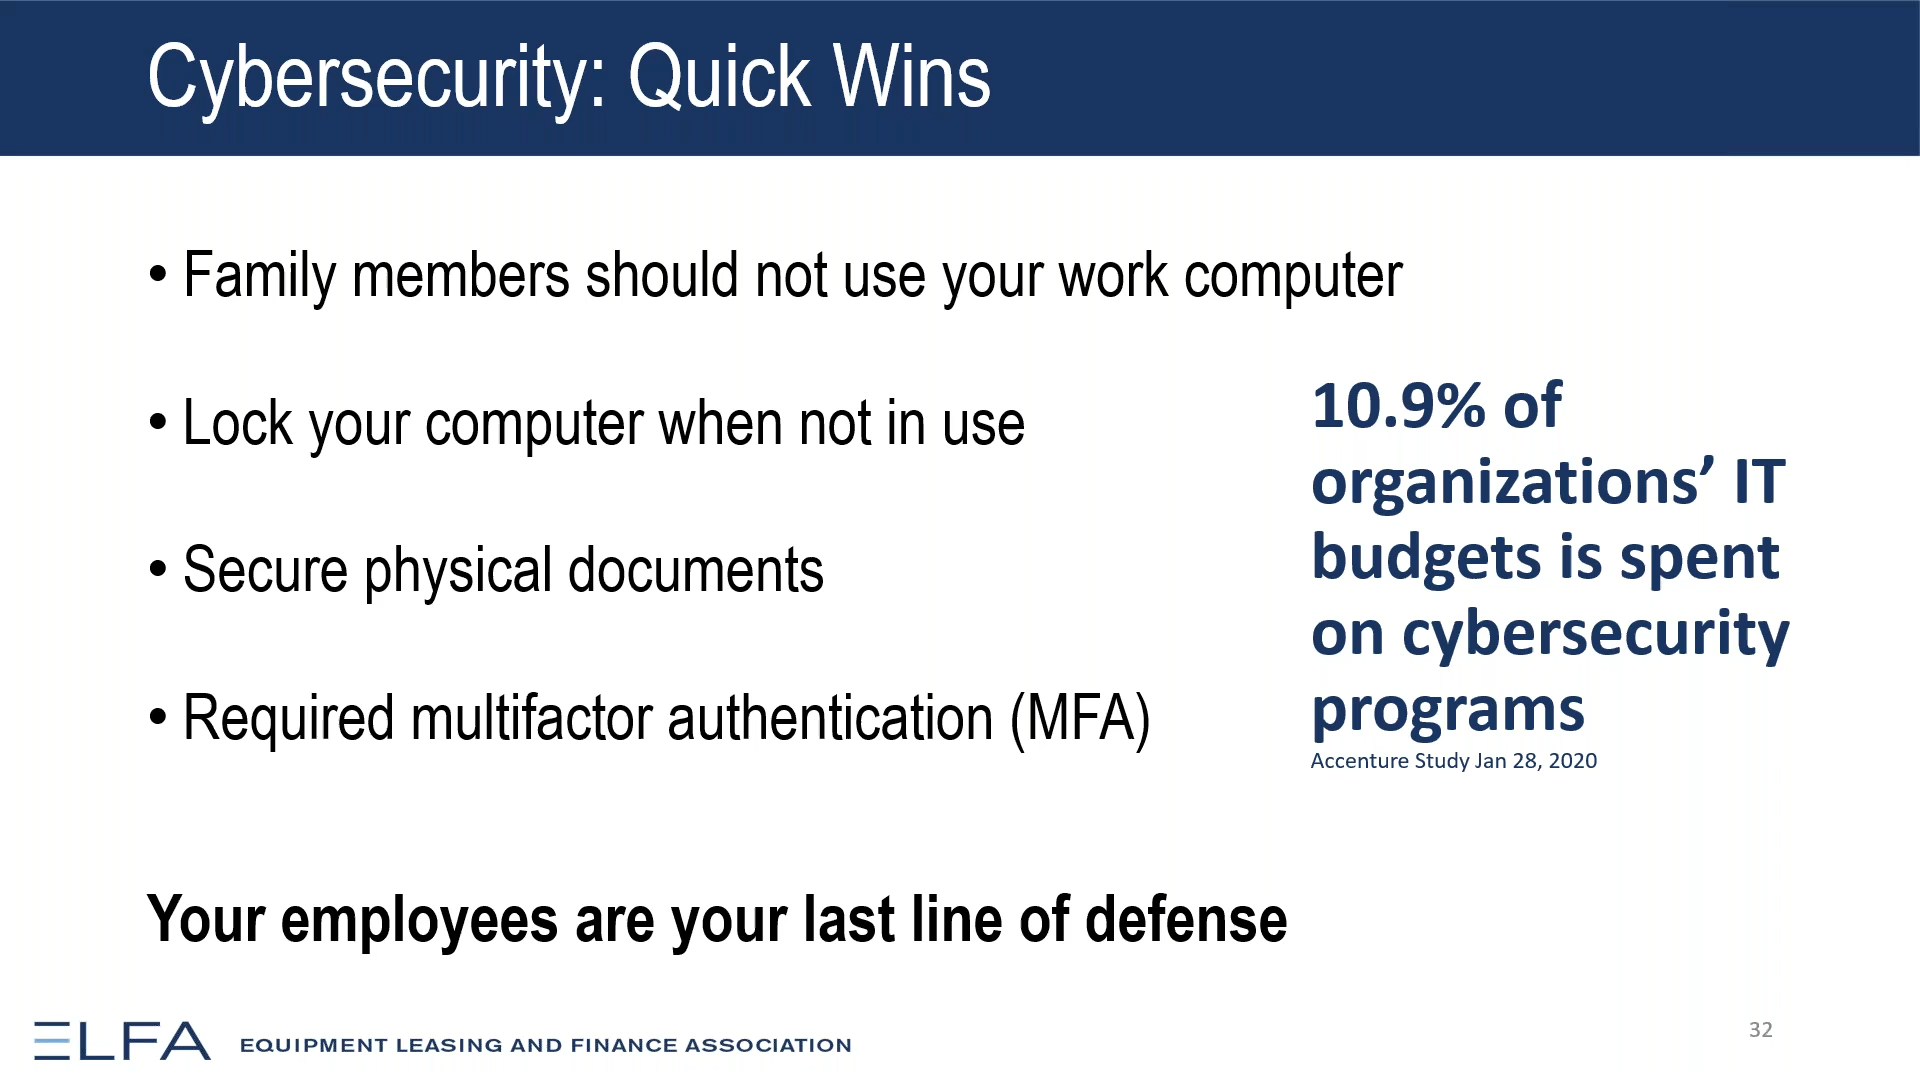 Cybersecurity: Quick Wins
• Family members should not use your work computer
• Lock your computer when not in use
• Secure physical documents
• Required multifactor authentication (MFA)
10.9% of
organizations’ IT
budgets is spent
on cybersecurity
programs
Accenture Study Jan 28, 2020
Your employees are your last line of defense
ELFA EQUIPMENT LEASING AND FINANCE ASSOCIATION
32